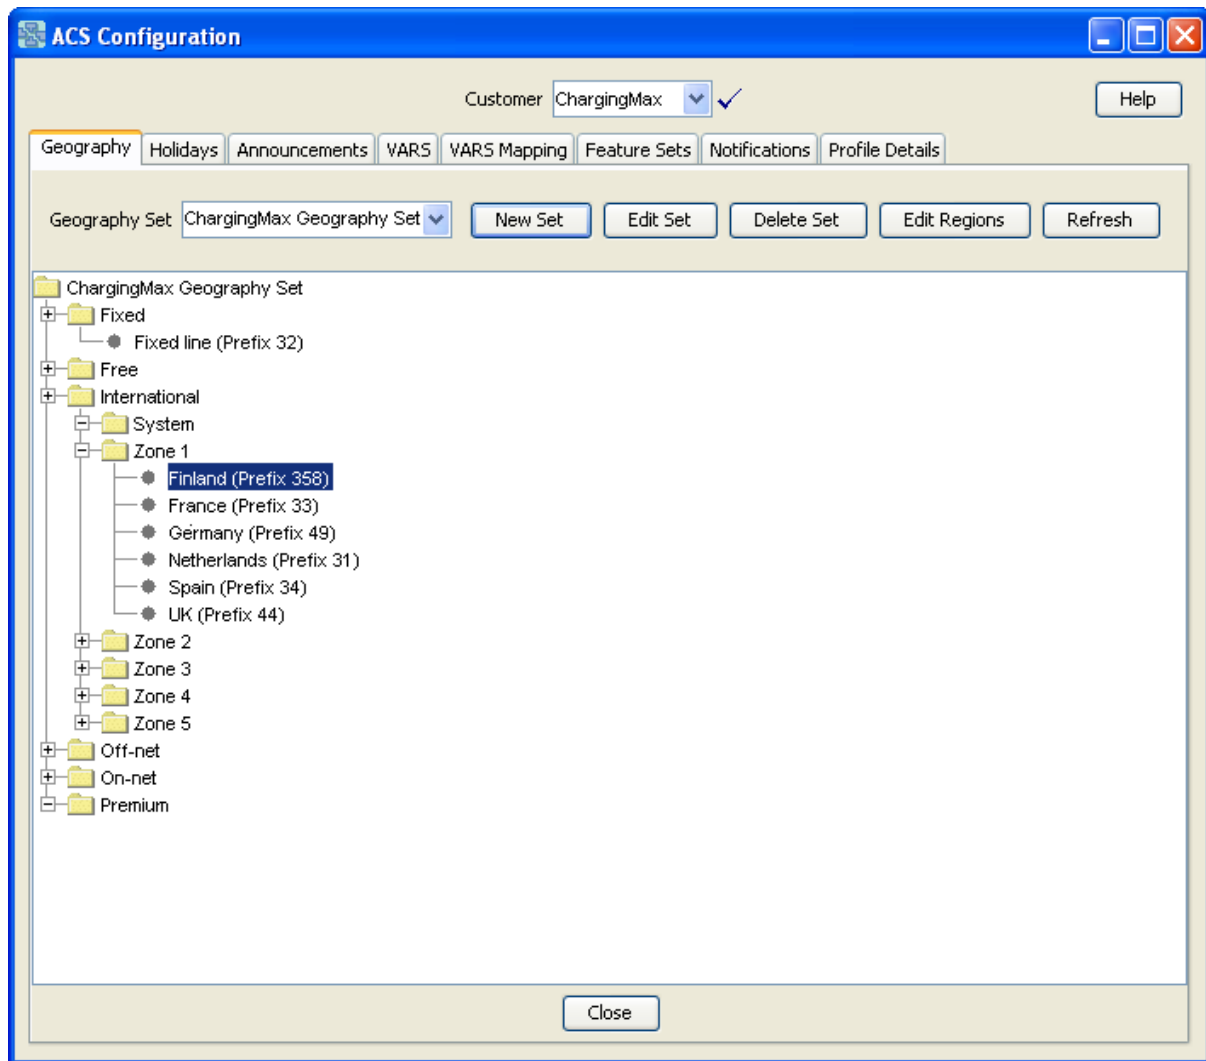 ACS Configuration
Customer ChargingMax Help
Geography Holidays Announcements VARS VARS Mapping Feature Sets Notifications Profile Details
Geography Set ChargingMax Geography Set New Set Edit Set Delete Set Edit Regions Refresh
ChargingMax Geography Set
Fixed
Fixed line (Prefix 32)
Free
International
System
Zone 1
Finland (Prefix 358)
France (Prefix 33)
Germany (Prefix 49)
Netherlands (Prefix 31)
Spain (Prefix 34)
UK (Prefix 44)
Zone 2
Zone 3
Zone 4
Zone 5
Off-net
On-net
Premium
Close